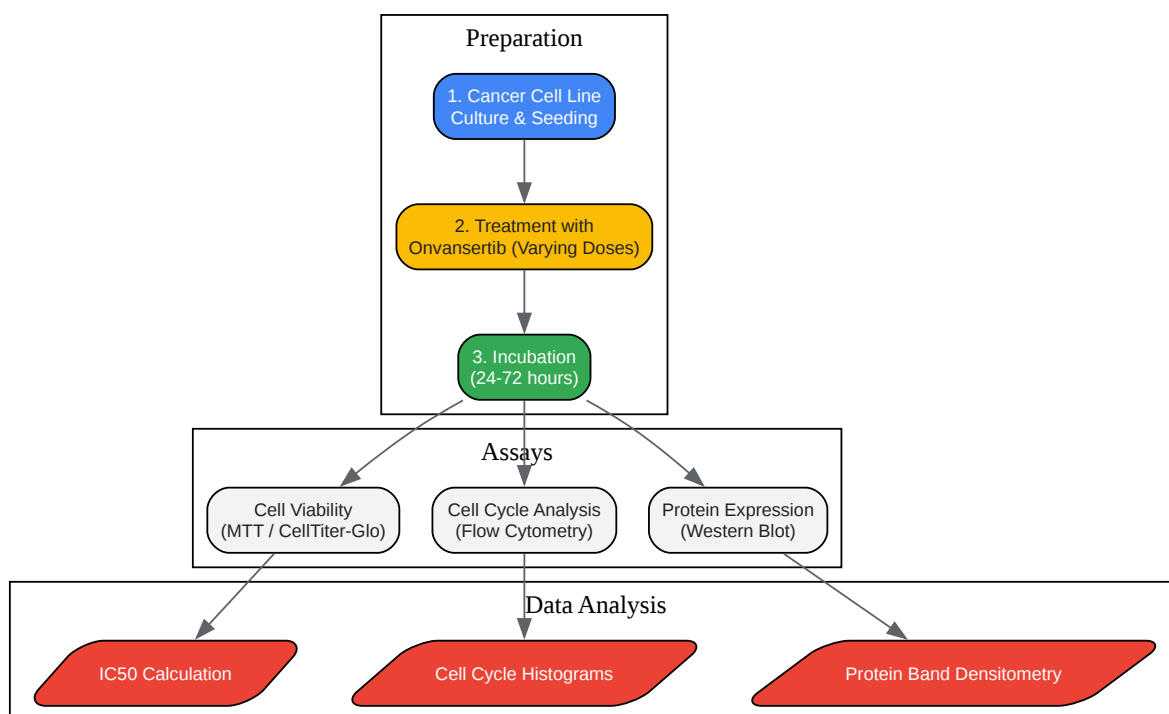 Preparation
1. Cancer Cell Line
Culture & Seeding
2. Treatment with
Onvansertib (Varying Doses)
3. Incubation
(24-72 hours)
Assays
Cell Viability
(MTT / CellTiter-Glo)
Cell Cycle Analysis
(Flow Cytometry)
Protein Expression
(Western Blot)
Data Analysis
IC50 Calculation
Cell Cycle Histograms
Protein Band Densitometry